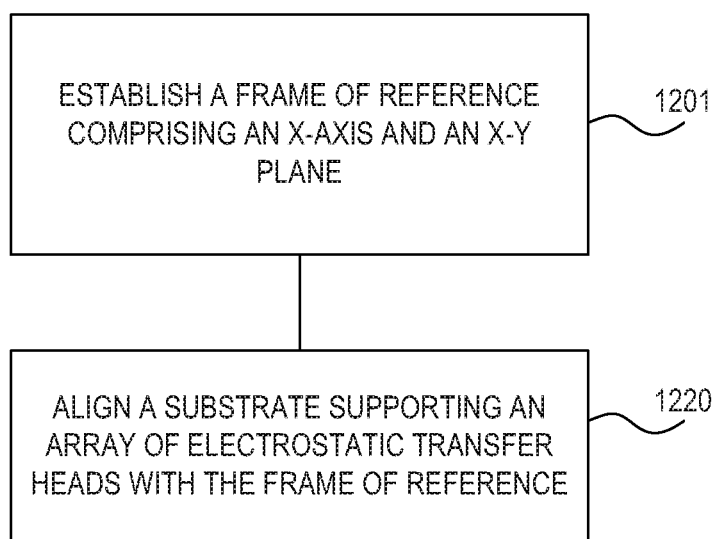 ESTABLISH A FRAME OF REFERENCE
COMPRISING AN X-AXIS AND AN X-Y
PLANE
1201
ALIGN A SUBSTRATE SUPPORTING AN
ARRAY OF ELECTROSTATIC TRANSFER
HEADS WITH THE FRAME OF REFERENCE
1220